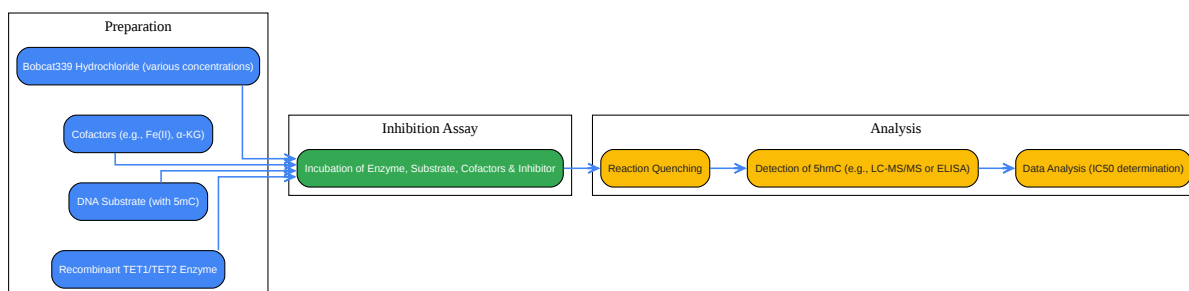 Preparation
Bobcat339 Hydrochloride (various concentrations)
Cofactors (e.g., Fe(II), α-KG)
DNA Substrate (with 5mC)
Recombinant TET1/TET2 Enzyme
Inhibition Assay
Incubation of Enzyme, Substrate, Cofactors & Inhibitor
Analysis
Reaction Quenching
Detection of 5hmC (e.g., LC-MS/MS or ELISA)
Data Analysis (IC50 determination)